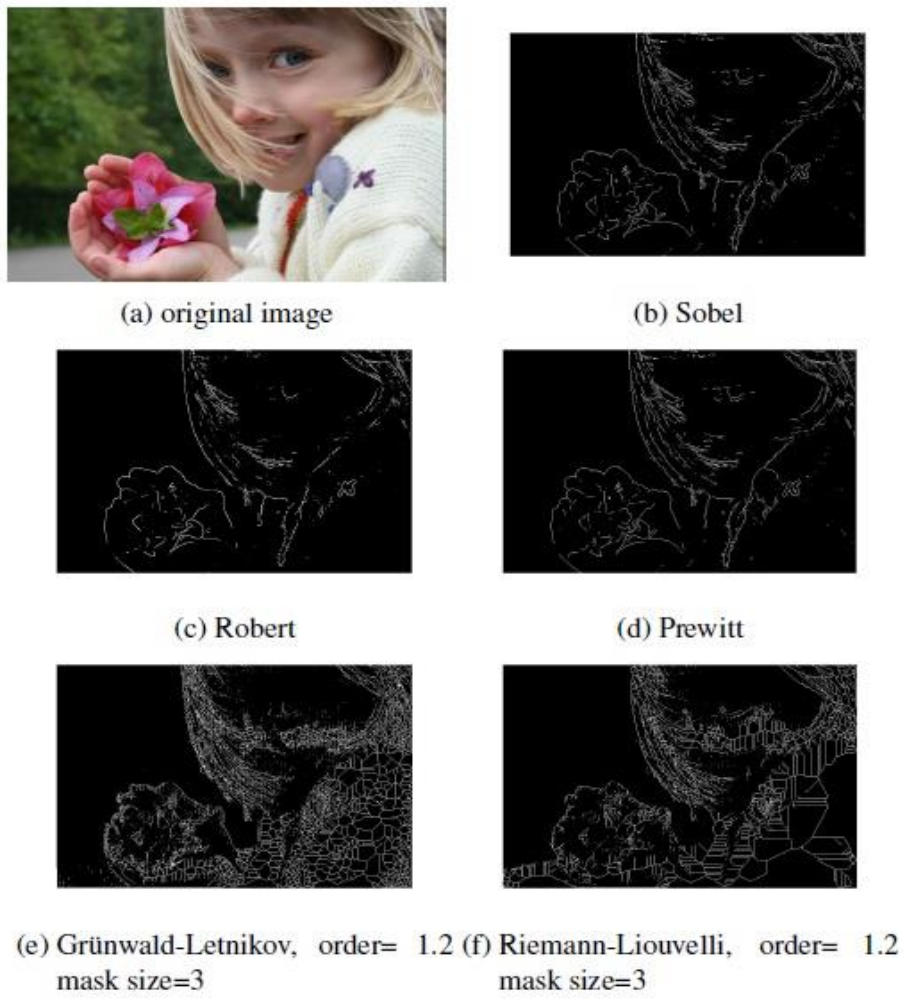 (a) original image
(b) Sobel
(c) Robert
(d) Prewitt
(e) Grünwald-Letnikov, order= 1.2
mask size=3
(f) Riemann-Liouvelli, order= 1.2
mask size=3